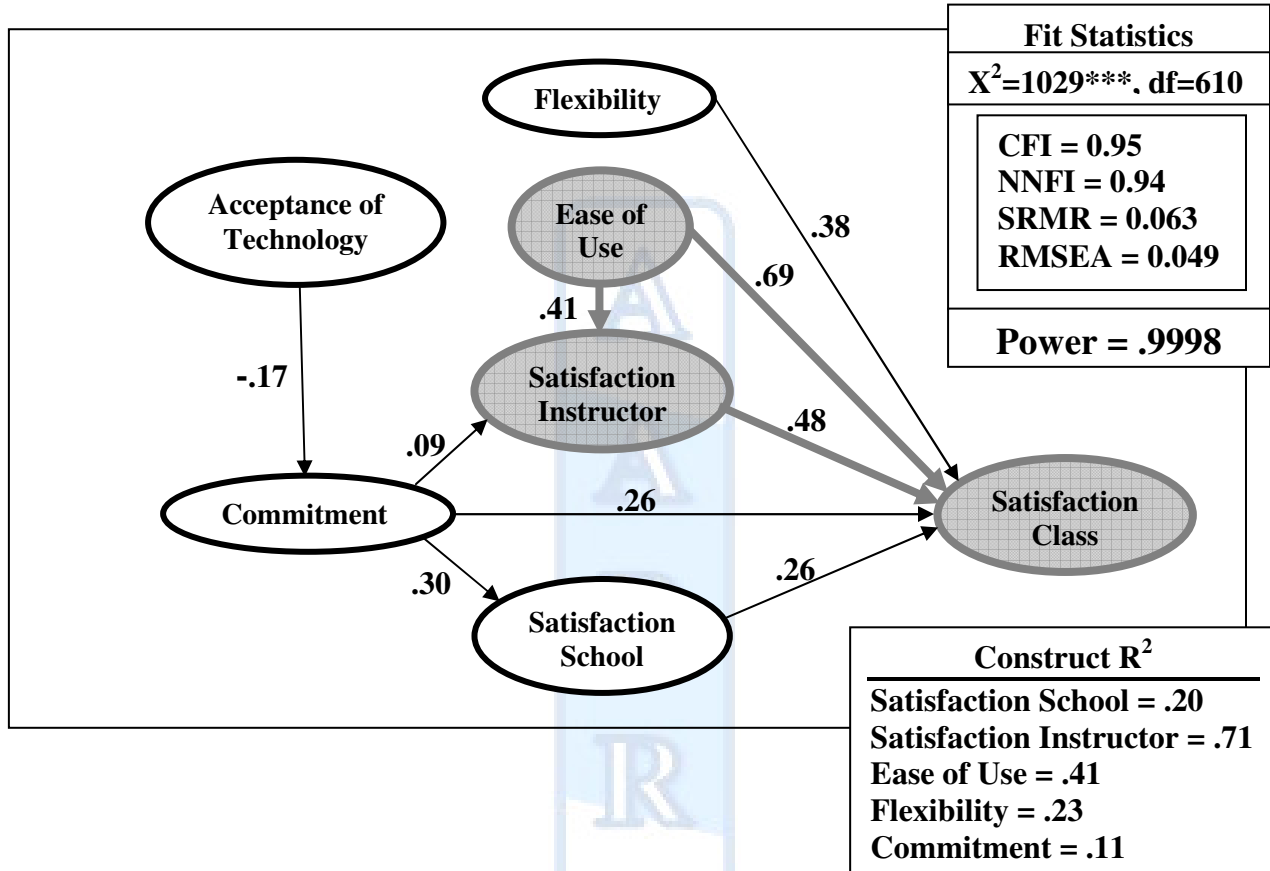 Fit Statistics
X²=1029***, df=610
CFI = 0.95
NNFI = 0.94
SRMR = 0.063
RMSEA = 0.049
Power = .9998
Flexibility
Acceptance of
Technology
Ease of
Use
.38
.69
.41
-.17
Satisfaction
Instructor
.48
.09
Commitment
.26
Satisfaction
Class
.30
.26
Satisfaction
School
Construct R²
Satisfaction School = .20
Satisfaction Instructor = .71
Ease of Use = .41
Flexibility = .23
Commitment = .11
A
A
R